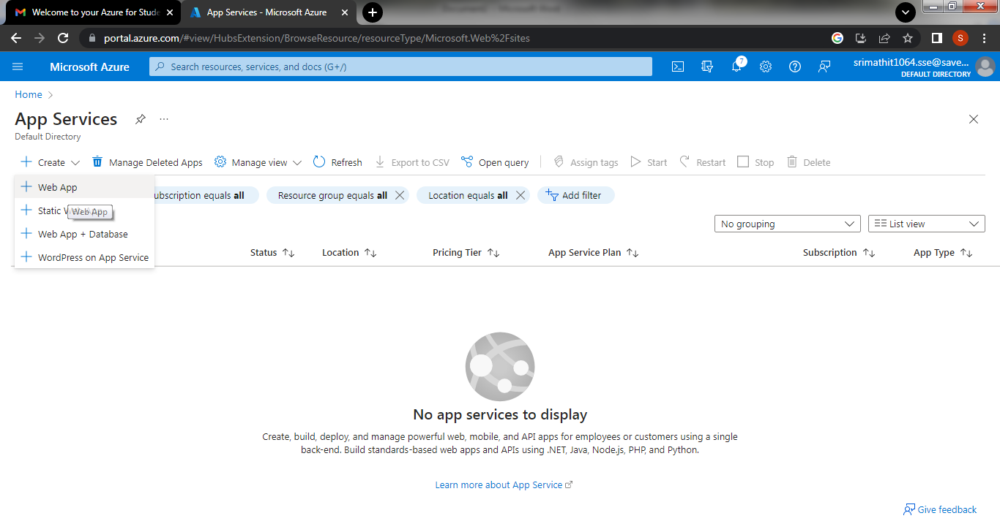 Welcome to your Azure for Stude
App Services - Microsoft Azure
portal.azure.com/#view/HubsExtension/BrowseResource/resourceType/Microsoft.Web%2Fsites
S
Microsoft Azure
Search resources, services, and docs (G+/)
7
srimathit1064.sse@save...
DEFAULT DIRECTORY
Home
App Services
...
Default Directory
Create
Manage Deleted Apps
Manage view
Refresh
Export to CSV
Open query
Assign tags
Start
Restart
Stop
Delete
Web App
ubscription equals all
Resource group equals all
Location equals all
Add filter
Static W
Web App
Web App + Database
WordPress on App Service
No grouping
List view
Status
Location
Pricing Tier
App Service Plan
Subscription
App Type
No app services to display
Create, build, deploy, and manage powerful web, mobile, and API apps for employees or customers using a single
back-end. Build standards-based web apps and APIs using .NET, Java, Node.js, PHP, and Python.
Learn more about App Service
Give feedback